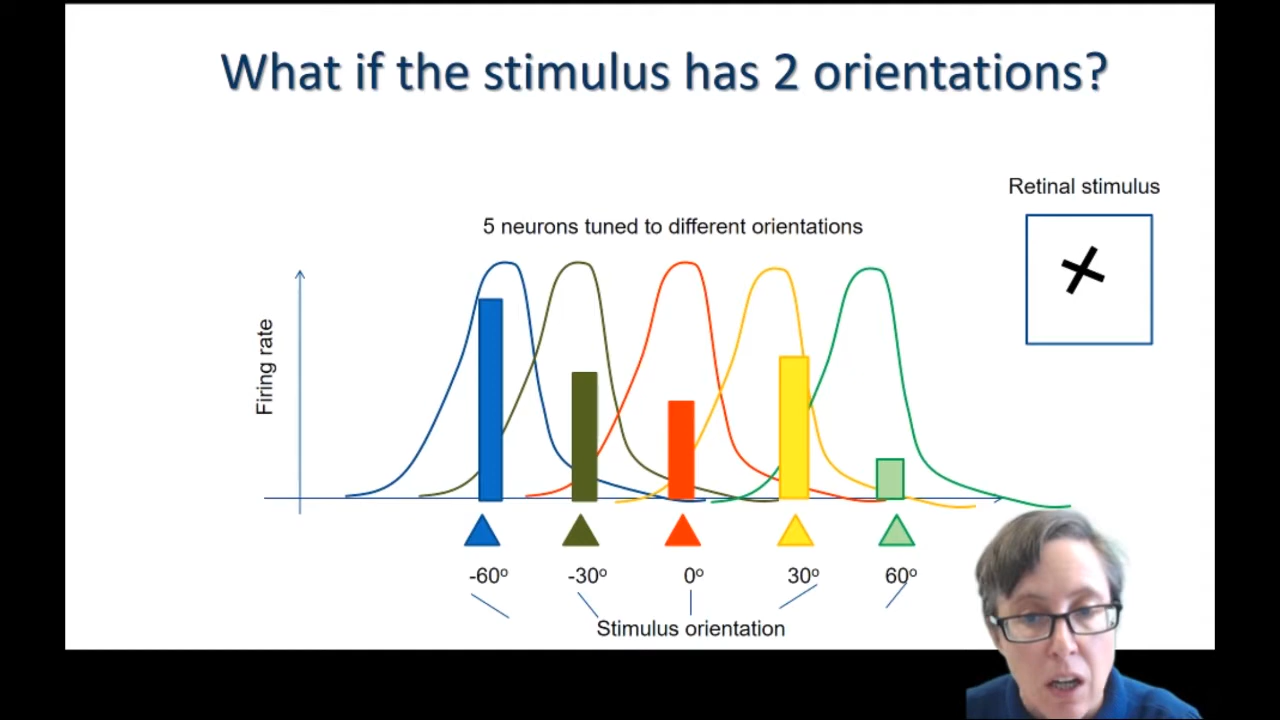 What if the stimulus has 2 orientations?
Retinal stimulus
5 neurons tuned to different orientations
Firing rate
-60º -30º 0º 30º 60º
Stimulus orientation